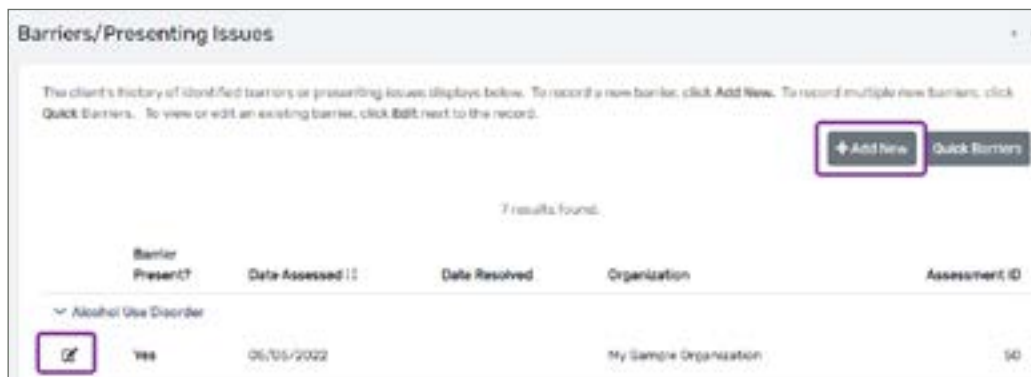 Barriers/Presenting Issues
The client's history of identified barriers or presenting issues displays below. To record a new barrier, click Add New. To record multiple new barriers, click
Quick Barriers. To view or edit an existing barrier, click Edit next to the record.
+ Add New Quick Barriers
7 results found.
Barrier
Present? Date Assessed Date Resolved Organization Assessment ID
Alcohol Use Disorder
Yes 06/06/2022 My Sample Organization 50